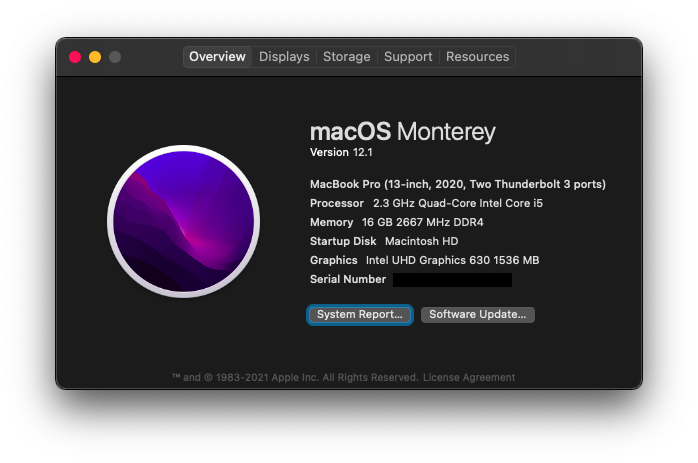 Overview Displays Storage Support Resources
macOS Monterey
Version 12.1
MacBook Pro (13-inch, 2020, Two Thunderbolt 3 ports)
Processor 2.3 GHz Quad-Core Intel Core i5
Memory 16 GB 2667 MHz DDR4
Startup Disk Macintosh HD
Graphics Intel UHD Graphics 630 1536 MB
Serial Number
System Report... Software Update...
™ and © 1983-2021 Apple Inc. All Rights Reserved. License Agreement